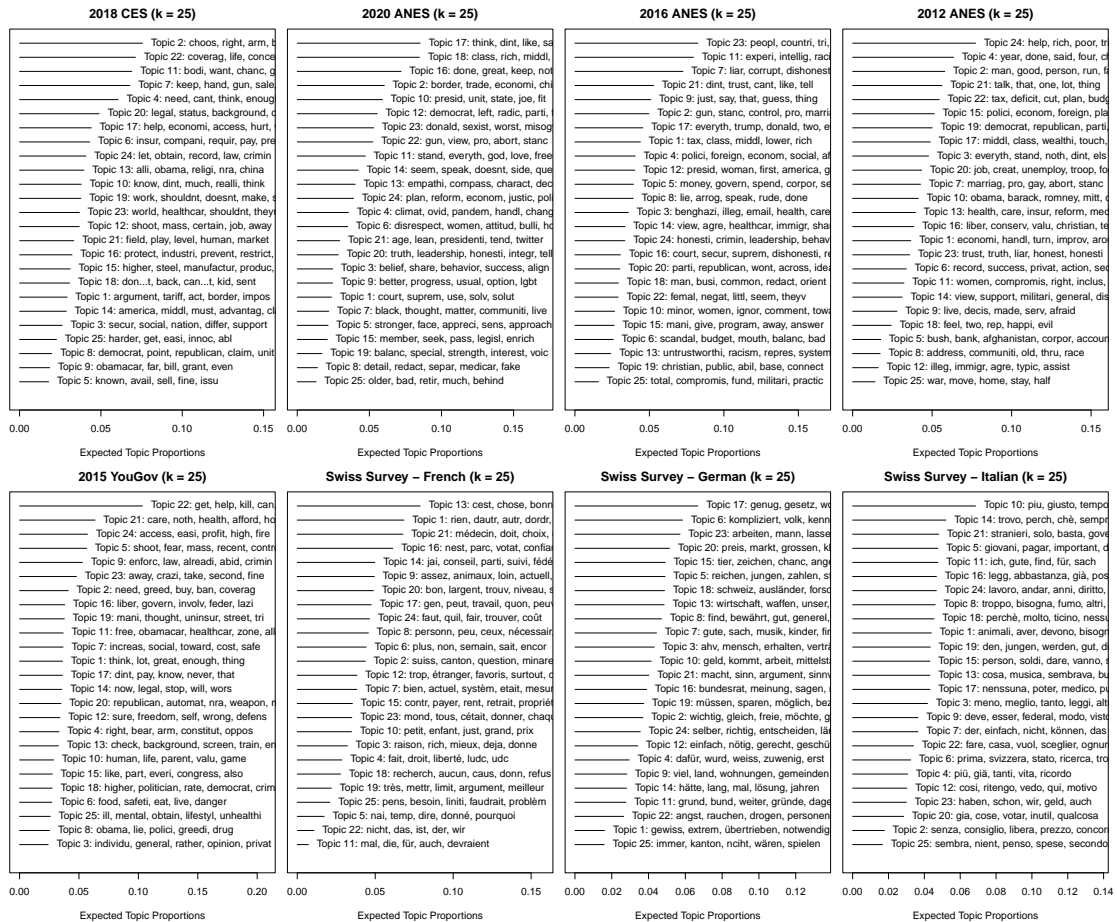 2018 CES (k = 25)
Topic 2: choos, right, arm, b
Topic 22: coverag, life, conce
Topic 11: bodi, want, chanc, g
Topic 7: keep, hand, gun, sale
Topic 4: need, cant, think, enoug
Topic 20: legal, status, background, c
Topic 17: help, economi, access, hurt,
Topic 6: insur, compani, requir, pay, pre
Topic 24: let, obtain, record, law, crimin
Topic 13: alli, obama, religi, nra, china
Topic 10: know, dint, much, realli, think
Topic 19: work, shouldnt, doesnt, make, s
Topic 23: world, healthcar, shouldnt, they
Topic 12: shoot, mass, certain, job, away
Topic 21: field, play, level, human, market
Topic 16: protect, industri, prevent, restrict,
Topic 15: higher, steel, manufactur, produc,
Topic 18: don...t, back, can...t, kid, sent
Topic 1: argument, tariff, act, border, impos
Topic 14: america, middl, must, advantag, cl
Topic 3: secur, social, nation, differ, support
Topic 25: harder, get, easi, innoc, abl
Topic 8: democrat, point, republican, claim, unit
Topic 9: obamacar, far, bill, grant, even
Topic 5: known, avail, sell, fine, issu
0.00 0.05 0.10 0.15
Expected Topic Proportions
2020 ANES (k = 25)
Topic 17: think, dint, like, sa
Topic 18: class, rich, middl,
Topic 16: done, great, keep, not
Topic 2: border, trade, economi, chi
Topic 10: presid, unit, state, joe, fit
Topic 12: democrat, left, radic, parti,
Topic 23: donald, sexist, worst, misog
Topic 22: gun, view, pro, abort, stanc
Topic 11: stand, everyth, god, love, free
Topic 14: seem, speak, doesnt, side, que
Topic 13: empathi, compass, charact, dec
Topic 24: plan, reform, econom, justic, poli
Topic 4: climat, ovid, pandem, handl, chang
Topic 6: disrespect, women, attitud, bulli, ho
Topic 21: age, lean, presidenti, tend, twitter
Topic 20: truth, leadership, honesti, integr, tell
Topic 3: belief, share, behavior, success, align
Topic 9: better, progress, usual, option, lgbt
Topic 1: court, suprem, use, solv, solut
Topic 7: black, thought, matter, communiti, live
Topic 5: stronger, face, appreci, sens, approach
Topic 15: member, seek, pass, legisl, enrich
Topic 19: balanc, special, strength, interest, voic
Topic 8: detail, redact, separ, medicar, fake
Topic 25: older, bad, retir, much, behind
0.00 0.05 0.10 0.15
Expected Topic Proportions
2016 ANES (k = 25)
Topic 23: peopl, countri, tri,
Topic 11: experi, intellig, raci
Topic 7: liar, corrupt, dishonest
Topic 21: dint, trust, cant, like, tell
Topic 9: just, say, that, guess, thing
Topic 2: gun, stanc, control, pro, marri
Topic 17: everyth, trump, donald, two, e
Topic 1: tax, class, middl, lower, rich
Topic 4: polici, foreign, econom, social, af
Topic 12: presid, woman, first, america, g
Topic 5: money, govern, spend, corpor, se
Topic 8: lie, arrog, speak, rude, done
Topic 3: benghazi, illeg, email, health, care
Topic 14: view, agre, healthcar, immigr, shar
Topic 24: honesti, crimin, leadership, behav
Topic 16: court, secur, suprem, dishonesti, r
Topic 20: parti, republican, wont, across, idea
Topic 18: man, busi, common, redact, orient
Topic 22: femal, negat, littl, seem, theyv
Topic 10: minor, women, ignor, comment, tow
Topic 15: mani, give, program, away, answer
Topic 6: scandal, budget, mouth, balanc, bad
Topic 13: untrustworthi, racism, repres, system
Topic 19: christian, public, abil, base, connect
Topic 25: total, compromis, fund, militari, practic
0.00 0.05 0.10 0.15
Expected Topic Proportions
2012 ANES (k = 25)
Topic 24: help, rich, poor, tr
Topic 4: year, done, said, four, ch
Topic 2: man, good, person, run, fa
Topic 21: talk, that, one, lot, thing
Topic 22: tax, deficit, cut, plan, budg
Topic 15: polici, econom, foreign, pla
Topic 19: democrat, republican, parti,
Topic 17: middl, class, wealthi, touch,
Topic 3: everyth, stand, noth, dint, els
Topic 20: job, creat, unemploy, troop, fo
Topic 7: marriag, pro, gay, abort, stanc
Topic 10: obama, barack, romney, mitt, c
Topic 13: health, care, insur, reform, med
Topic 16: liber, conserv, valu, christian, te
Topic 1: economi, handl, turn, improv, aro
Topic 23: trust, truth, liar, honest, honesti
Topic 6: record, success, privat, action, sec
Topic 11: women, compromis, right, inclus,
Topic 14: view, support, militari, general, dis
Topic 9: live, decis, made, serv, afraid
Topic 18: feel, two, rep, happi, evil
Topic 5: bush, bank, afghanistan, corpor, accoun
Topic 8: address, communiti, old, thru, race
Topic 12: illeg, immigr, agre, typic, assist
Topic 25: war, move, home, stay, half
0.00 0.05 0.10 0.15
Expected Topic Proportions
2015 YouGov (k = 25)
Topic 22: get, help, kill, can,
Topic 21: care, noth, health, afford, ho
Topic 24: access, easi, profit, high, fire
Topic 5: shoot, fear, mass, recent, contr
Topic 9: enforc, law, alreadi, abid, crimin
Topic 23: away, crazi, take, second, fine
Topic 2: need, greed, buy, ban, coverag
Topic 16: liber, govern, involv, feder, lazi
Topic 19: mani, thought, uninsur, street, tri
Topic 11: free, obamacar, healthcar, zone, all
Topic 7: increas, social, toward, cost, safe
Topic 1: think, lot, great, enough, thing
Topic 17: dint, pay, know, never, that
Topic 14: now, legal, stop, will, wors
Topic 20: republican, automat, nra, weapon, r
Topic 12: sure, freedom, self, wrong, defens
Topic 4: right, bear, arm, constitut, oppos
Topic 13: check, background, screen, train, en
Topic 10: human, life, parent, valu, game
Topic 15: like, part, everi, congress, also
Topic 18: higher, politician, rate, democrat, crim
Topic 6: food, safeti, eat, live, danger
Topic 25: ill, mental, obtain, lifestyl, unhealthi
Topic 8: obama, lie, polici, greedi, drug
Topic 3: individu, general, rather, opinion, privat
0.00 0.05 0.10 0.15 0.20
Expected Topic Proportions
Swiss Survey – French (k = 25)
Topic 13: cest, chose, bonn
Topic 1: rien, dautr, autr, dordr,
Topic 21: médecin, doit, choix,
Topic 16: nest, parc, votat, confia
Topic 14: jai, conseil, parti, suivi, fédé
Topic 9: assez, animaux, loin, actuell,
Topic 20: bon, largent, trouv, niveau, s
Topic 17: gen, peut, travail, quon, peuv
Topic 24: faut, quil, fair, trouver, coût
Topic 8: personn, peu, ceux, nécessair
Topic 6: plus, non, semain, sait, encor
Topic 2: suiss, canton, question, minare
Topic 12: trop, étranger, favoris, surtout, c
Topic 7: bien, actuel, systèm, etait, mesur
Topic 15: contr, payer, rent, retrait, propriét
Topic 23: mond, tous, cétait, donner, chaqu
Topic 10: petit, enfant, just, grand, prix
Topic 3: raison, rich, mieux, deja, donne
Topic 4: fait, droit, liberté, ludc, udc
Topic 18: recherch, aucun, caus, donn, refus
Topic 19: très, mettr, limit, argument, meilleur
Topic 25: pens, besoin, liniti, faudrait, problèm
Topic 5: nai, temp, dire, donné, pourquoi
Topic 22: nicht, das, ist, der, wir
Topic 11: mal, die, für, auch, devraient
0.00 0.05 0.10 0.15
Expected Topic Proportions
Swiss Survey – German (k = 25)
Topic 17: genug, gesetz, wo
Topic 6: kompliziert, volk, kenn
Topic 23: arbeiten, mann, lasse
Topic 20: preis, markt, grossen, kl
Topic 15: tier, zeichen, chanc, ange
Topic 5: reichen, jungen, zahlen, st
Topic 18: schweiz, ausländer, forsc
Topic 13: wirtschaft, waffen, unser,
Topic 8: find, bewährt, gut, generel,
Topic 7: gute, sach, musik, kinder, fin
Topic 3: ahv, mensch, erhalten, verträ
Topic 10: geld, kommt, arbeit, mittelst
Topic 21: macht, sinn, argument, sinnv
Topic 16: bundesrat, meinung, sagen,
Topic 19: müssen, sparen, möglich, bez
Topic 2: wichtig, gleich, freie, möchte, g
Topic 24: selber, richtig, entscheiden, län
Topic 12: einfach, nötig, gerecht, geschü
Topic 4: dafür, wurd, weiss, zuwenig, erst
Topic 9: viel, land, wohnungen, gemeinden
Topic 14: hätte, lang, mal, lösung, jahren
Topic 11: grund, bund, weiter, gründe, dage
Topic 22: angst, rauchen, drogen, personen
Topic 1: gewiss, extrem, übertrieben, notwendig
Topic 25: immer, kanton, nciht, wären, spielen
0.00 0.02 0.04 0.06 0.08 0.10 0.12
Expected Topic Proportions
Swiss Survey – Italian (k = 25)
Topic 10: piu, giusto, tempo
Topic 14: trovo, perch, chè, sempr
Topic 21: stranieri, solo, basta, gove
Topic 5: giovani, pagar, important, d
Topic 11: ich, gute, find, für, sach
Topic 16: legg, abbastanza, già, pos
Topic 24: lavoro, andar, anni, diritto,
Topic 8: troppo, bisogna, fumo, altri,
Topic 18: perchè, molto, ticino, nessu
Topic 1: animali, aver, devono, bisogn
Topic 19: den, jungen, werden, gut, di
Topic 15: person, soldi, dare, vanno, s
Topic 13: cosa, musica, sembrava, bu
Topic 17: nenssuna, poter, medico, pu
Topic 3: meno, meglio, tanto, leggi, alt
Topic 9: deve, esser, federal, modo, visto
Topic 7: der, einfach, nicht, können, das
Topic 22: fare, casa, vuol, sceglier, ognun
Topic 6: prima, svizzera, stato, ricerca, tro
Topic 4: più, giä, tanti, vita, ricordo
Topic 12: cosi, ritengo, vedo, qui, motivo
Topic 23: haben, schon, wir, geld, auch
Topic 20: gia, cose, votar, inutil, qualcosa
Topic 2: senza, consiglio, libera, prezzo, concor
Topic 25: sembra, nient, penso, spese, secondo
0.00 0.02 0.04 0.06 0.08 0.10 0.12 0.14
Expected Topic Proportions